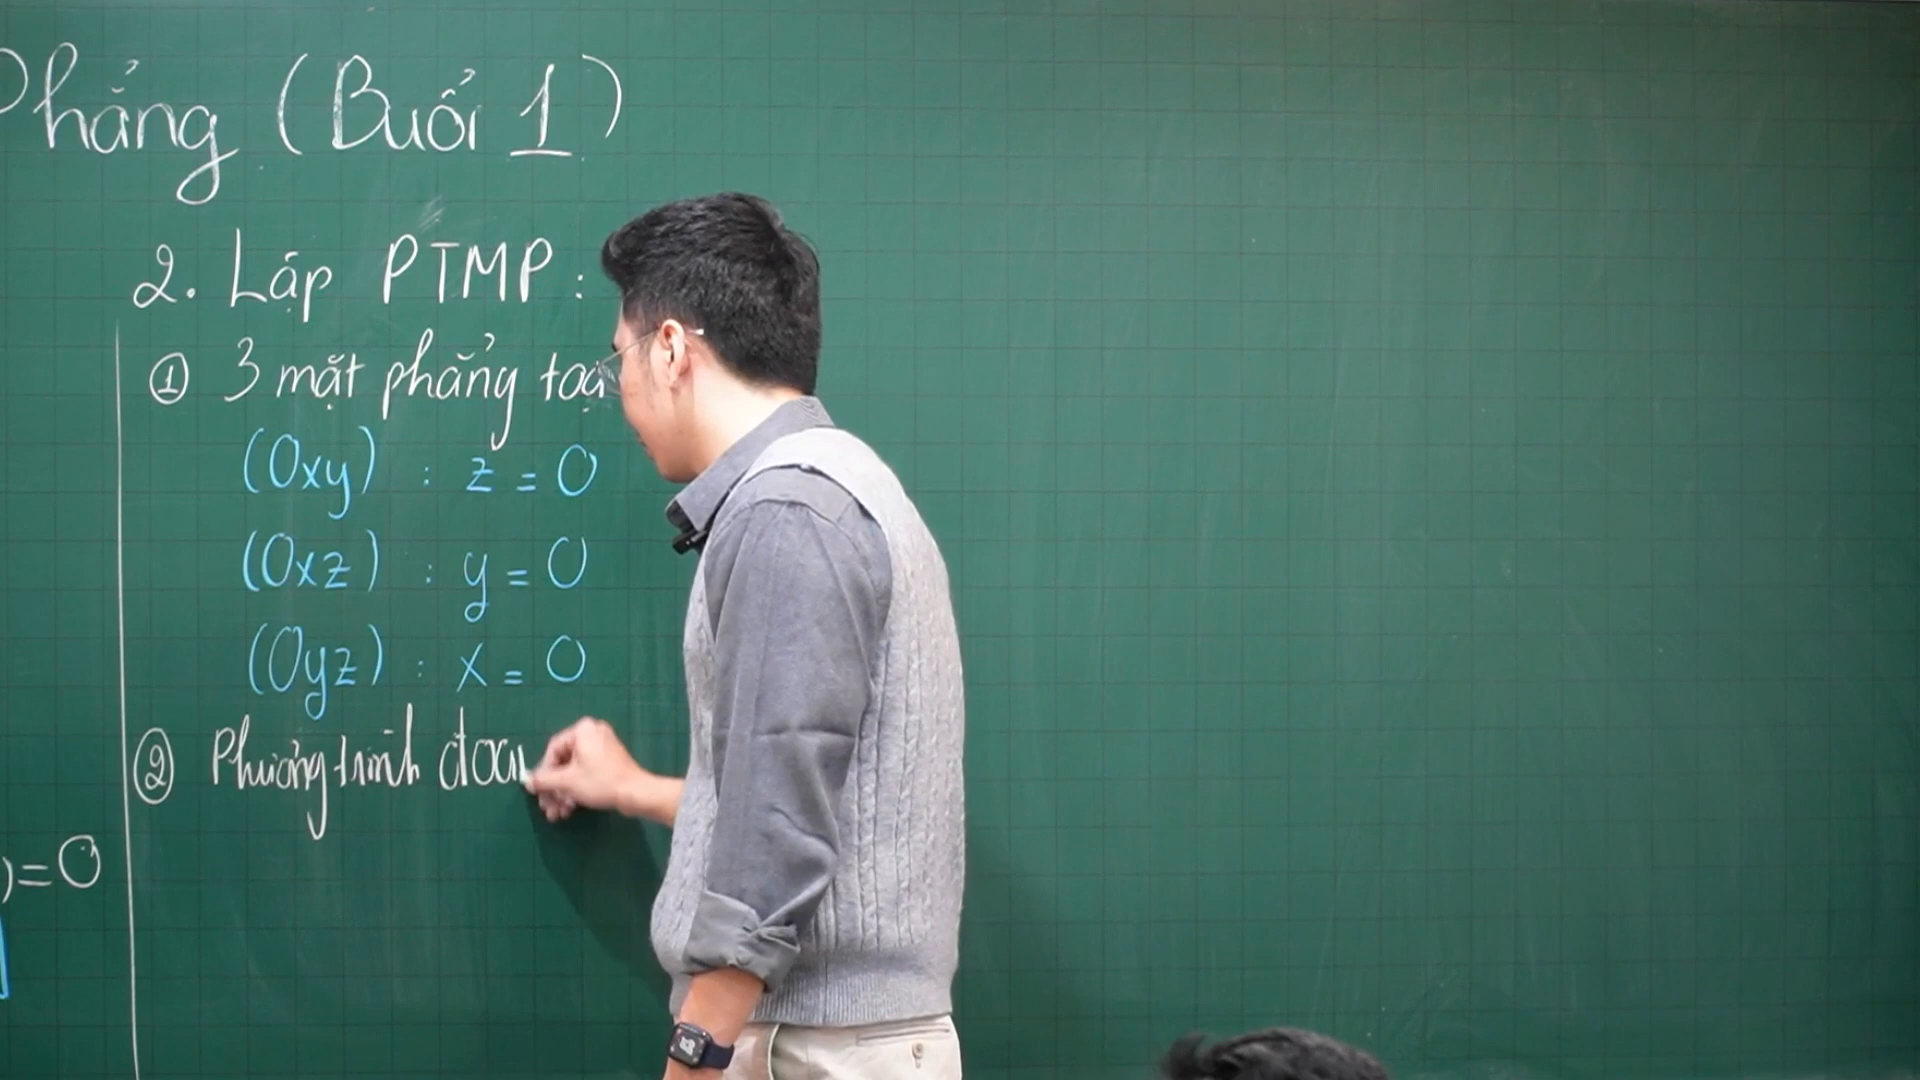 Phẳng (Buổi 1)
2. Lập PTMP:
① 3 mặt phẳng toạ
(Oxy) : z = 0
(Oxz) : y = 0
(Oyz) : x = 0
② Phương trình đoạn
)=0